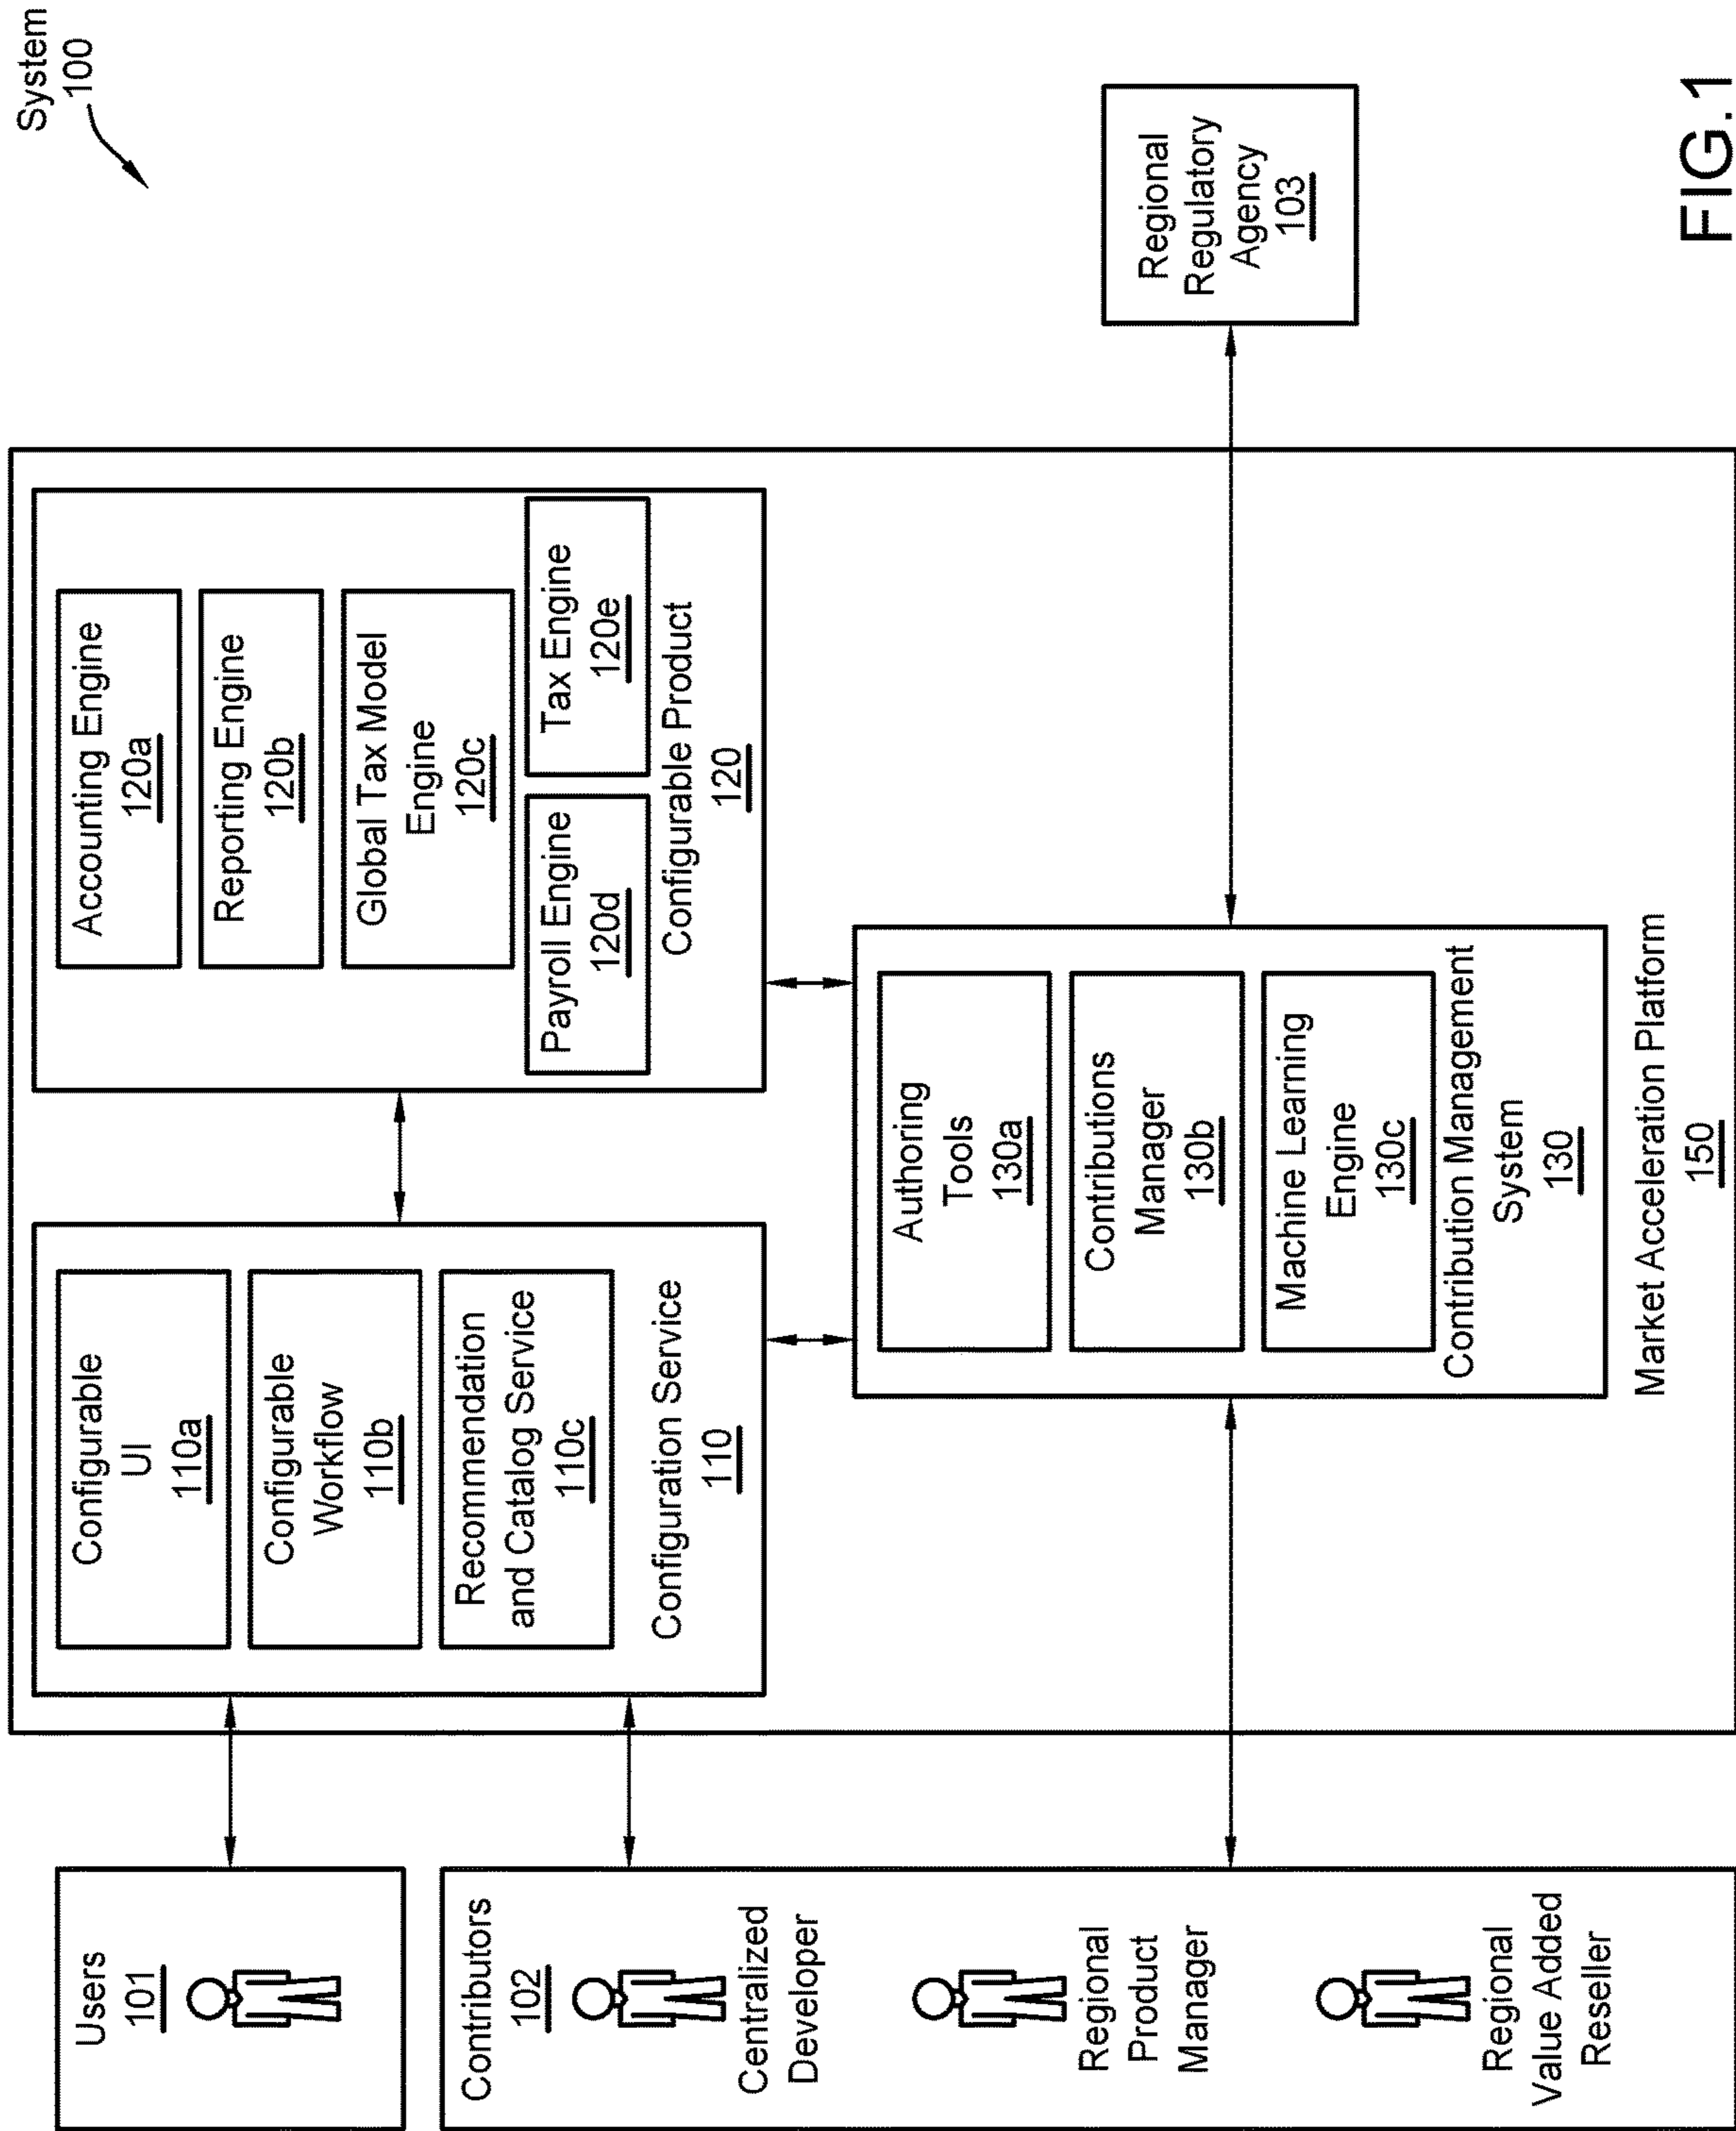 System
100
Users
101
Contributors
102
Centralized
Developer
Regional
Product
Manager
Regional
Value Added
Reseller
Configurable
UI
110a
Configurable
Workflow
110b
Recommendation
and Catalog Service
110c
Configuration Service
110
Accounting Engine
120a
Reporting Engine
120b
Global Tax Model
Engine
120c
Payroll Engine
120d
Tax Engine
120e
Configurable Product
120
Authoring
Tools
130a
Contributions
Manager
130b
Machine Learning
Engine
130c
Contribution Management
System
130
Market Acceleration Platform
150
Regional
Regulatory
Agency
103
FIG.1